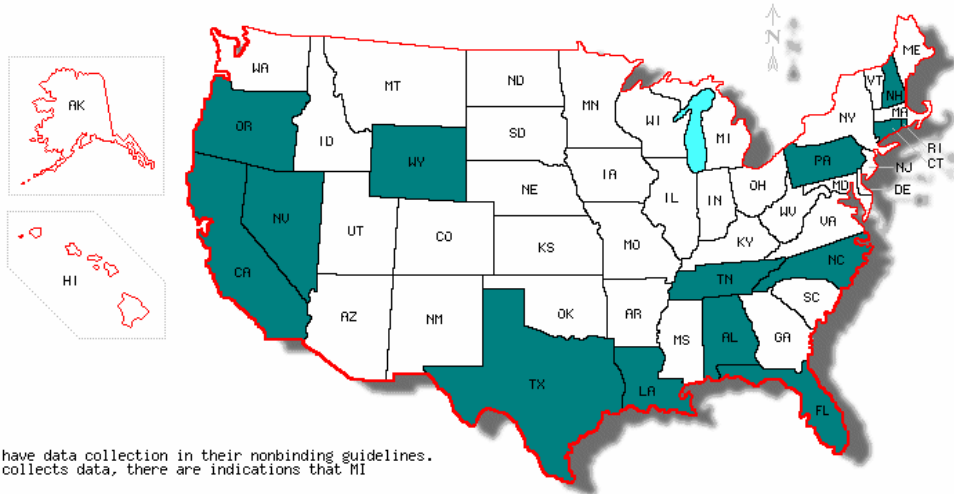 N
ME
WA
VT
NH
MT
ND
AK
MN
MA
OR
NY
WI
MI
SD
ID
RI
WY
CT
PA
NJ
IA
NE
OH
MD
DE
NV
IL
IN
WV
VA
UT
CO
CA
KS
MO
KY
NC
HI
TN
SC
AZ
NM
OK
AR
MS
AL
GA
TX
LA
FL
have data collection in their nonbinding guidelines.
collects data, there are indications that MI